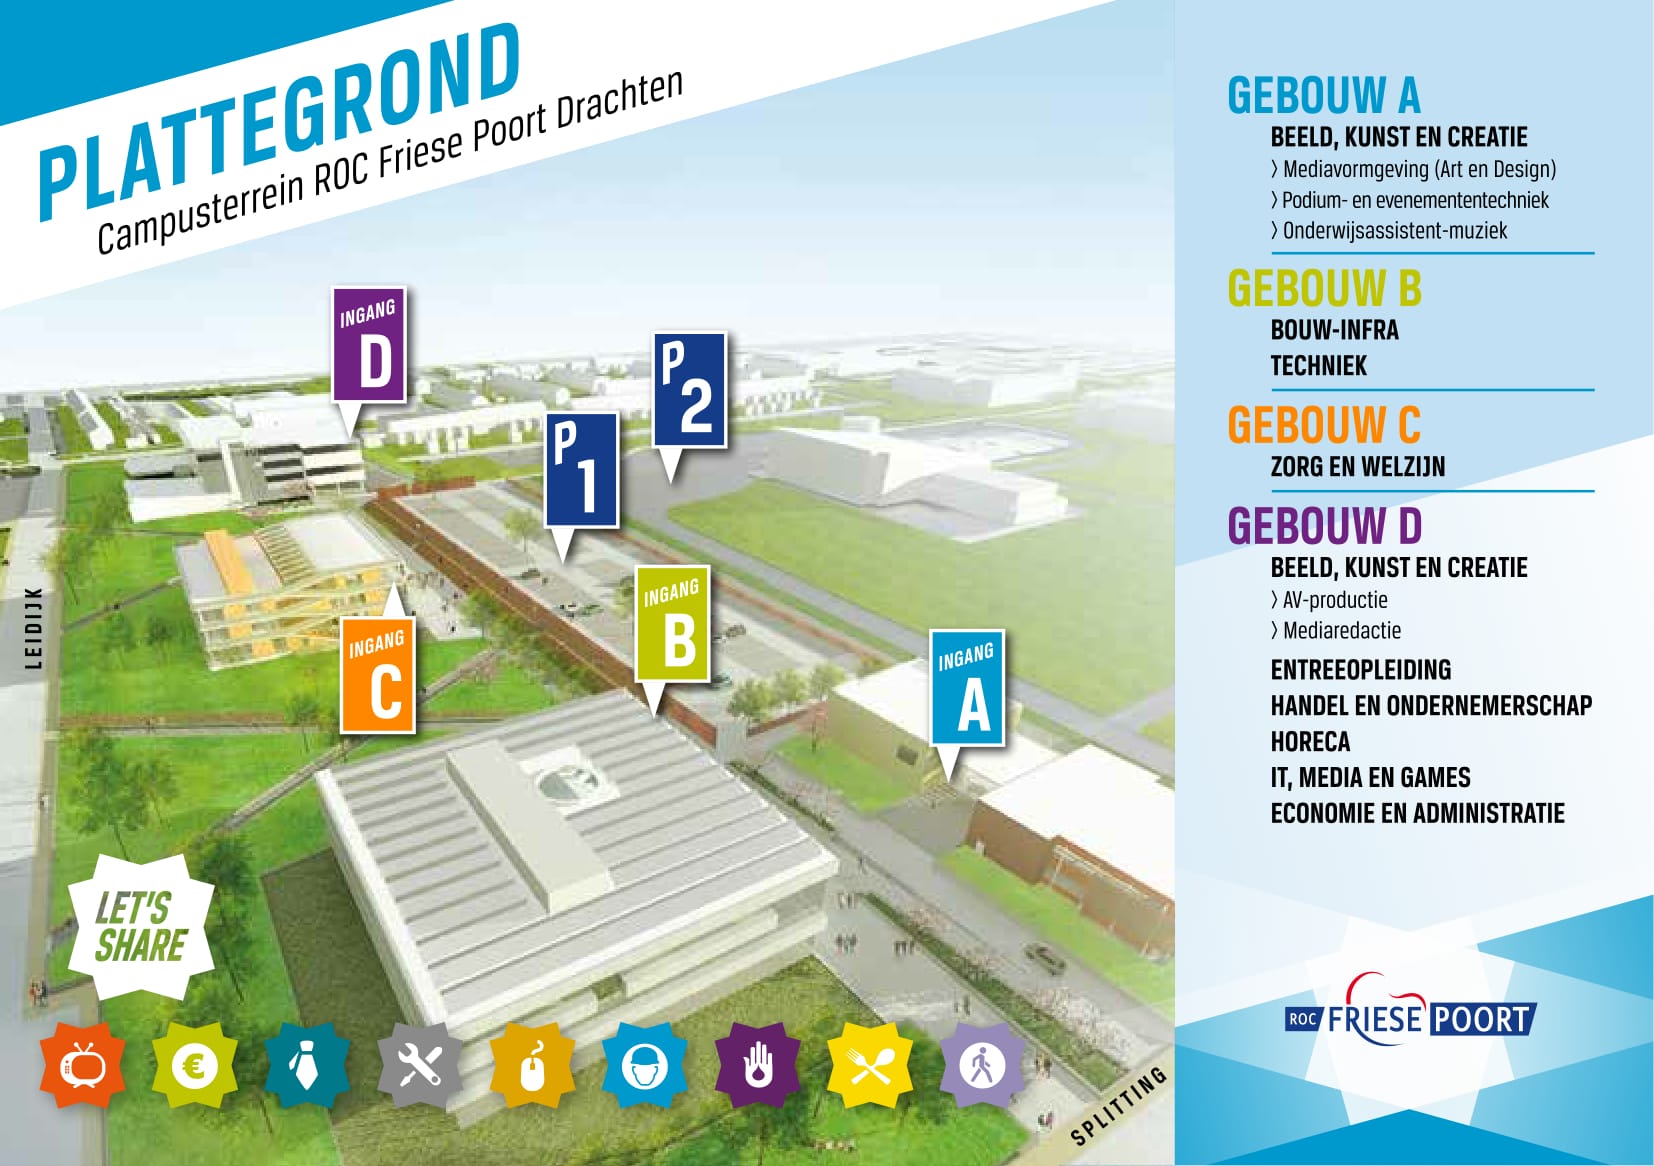 PLATTEGROND
Campusterrein ROC Friese Poort Drachten
INGANG
D
P
2
P
1
INGANG
B
INGANG
C
INGANG
A
LEIDIJK
LET'S
SHARE
€
SPLITTING
GEBOUW A
BEELD, KUNST EN CREATIE
› Mediavormgeving (Art en Design)
› Podium- en evenemententechniek
› Onderwijsassistent-muziek
GEBOUW B
BOUW-INFRA
TECHNIEK
GEBOUW C
ZORG EN WELZIJN
GEBOUW D
BEELD, KUNST EN CREATIE
› AV-productie
› Mediaredactie
ENTREEOPLEIDING
HANDEL EN ONDERNEMERSCHAP
HORECA
IT, MEDIA EN GAMES
ECONOMIE EN ADMINISTRATIE
ROC FRIESE POORT